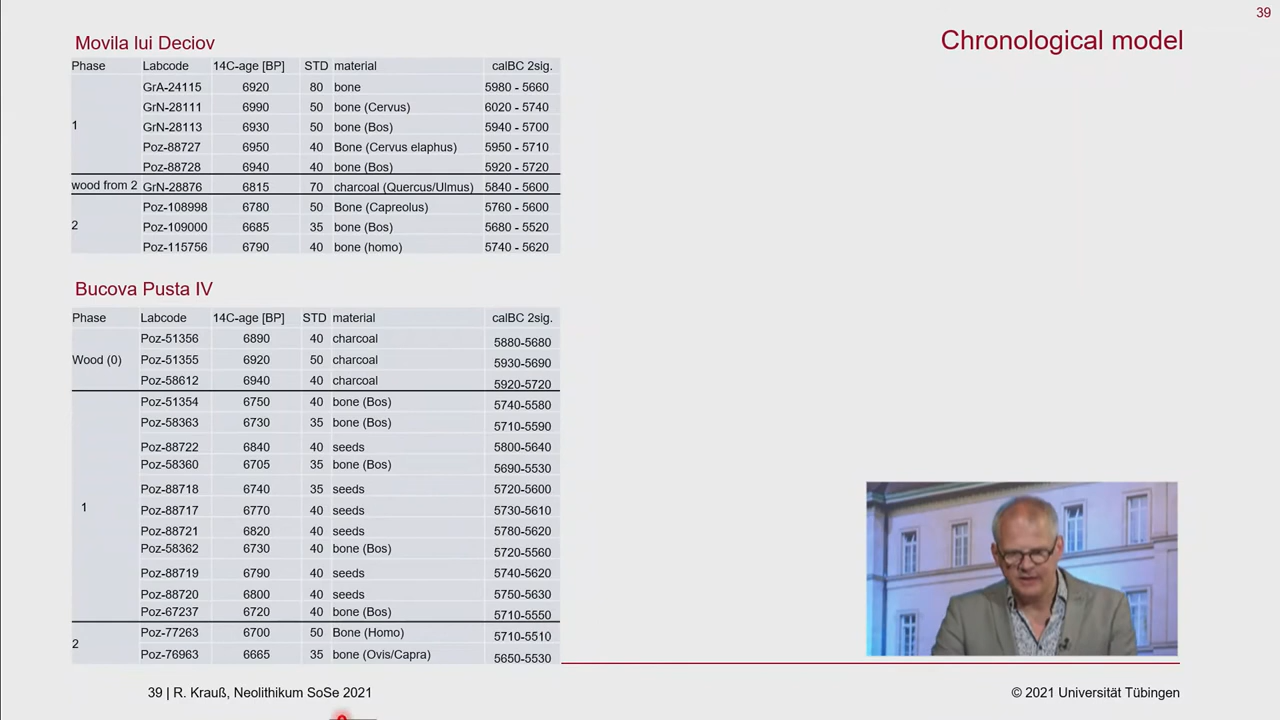 39
Chronological model
Movila lui Deciov
Phase Labcode 14C-age [BP] STD material calBC 2sig.
GrA-24115 6920 80 bone 5980 - 5660
GrN-28111 6990 50 bone (Cervus) 6020 - 5740
1 GrN-28113 6930 50 bone (Bos) 5940 - 5700
Poz-88727 6950 40 Bone (Cervus elaphus) 5950 - 5710
Poz-88728 6940 40 bone (Bos) 5920 - 5720
wood from 2 GrN-28876 6815 70 charcoal (Quercus/Ulmus) 5840 - 5600
Poz-108998 6780 50 Bone (Capreolus) 5760 - 5600
2 Poz-109000 6685 35 bone (Bos) 5680 - 5520
Poz-115756 6790 40 bone (homo) 5740 - 5620
Bucova Pusta IV
Phase Labcode 14C-age [BP] STD material calBC 2sig.
Poz-51356 6890 40 charcoal 5880-5680
Wood (0) Poz-51355 6920 50 charcoal 5930-5690
Poz-58612 6940 40 charcoal 5920-5720
Poz-51354 6750 40 bone (Bos) 5740-5580
Poz-58363 6730 35 bone (Bos) 5710-5590
Poz-88722 6840 40 seeds 5800-5640
Poz-58360 6705 35 bone (Bos) 5690-5530
Poz-88718 6740 35 seeds 5720-5600
1 Poz-88717 6770 40 seeds 5730-5610
Poz-88721 6820 40 seeds 5780-5620
Poz-58362 6730 40 bone (Bos) 5720-5560
Poz-88719 6790 40 seeds 5740-5620
Poz-88720 6800 40 seeds 5750-5630
Poz-67237 6720 40 bone (Bos) 5710-5550
2 Poz-77263 6700 50 Bone (Homo) 5710-5510
Poz-76963 6665 35 bone (Ovis/Capra) 5650-5530
39 | R. Krauß, Neolithikum SoSe 2021
© 2021 Universität Tübingen